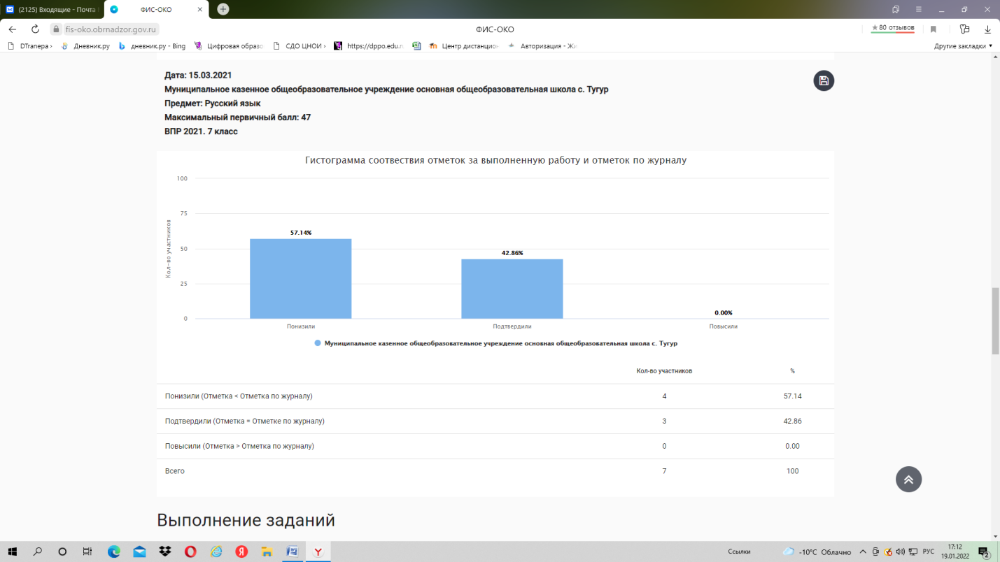 (2125) Входящие - Почта
ФИС-ОКО
fis-oko.obrnadzor.gov.ru
ФИС-ОКО
★ 80 отзывов
DTranepa ›
Дневник.ру
дневник.ру - Bing
Цифровая образо
СДО ЦНОИ ›
https://dppo.edu.ru
Центр дистанцион
Авторизация - Жи
Другие закладки
Дата: 15.03.2021
Муниципальное казенное общеобразовательное учреждение основная общеобразовательная школа с. Тугур
Предмет: Русский язык
Максимальный первичный балл: 47
ВПР 2021. 7 класс
Гистограмма соотвествия отметок за выполненную работу и отметок по журналу
Кол-во участников
100
75
50
25
0
57.14%
42.86%
0.00%
Понизили
Подтвердили
Повысили
Муниципальное казенное общеобразовательное учреждение основная общеобразовательная школа с. Тугур
Кол-во участников %
Понизили (Отметка < Отметка по журналу) 4 57.14
Подтвердили (Отметка = Отметке по журналу) 3 42.86
Повысили (Отметка > Отметка по журналу) 0 0.00
Всего 7 100
Выполнение заданий
Ссылки
-10°C Облачно
РУС
17:12
19.01.2022
2